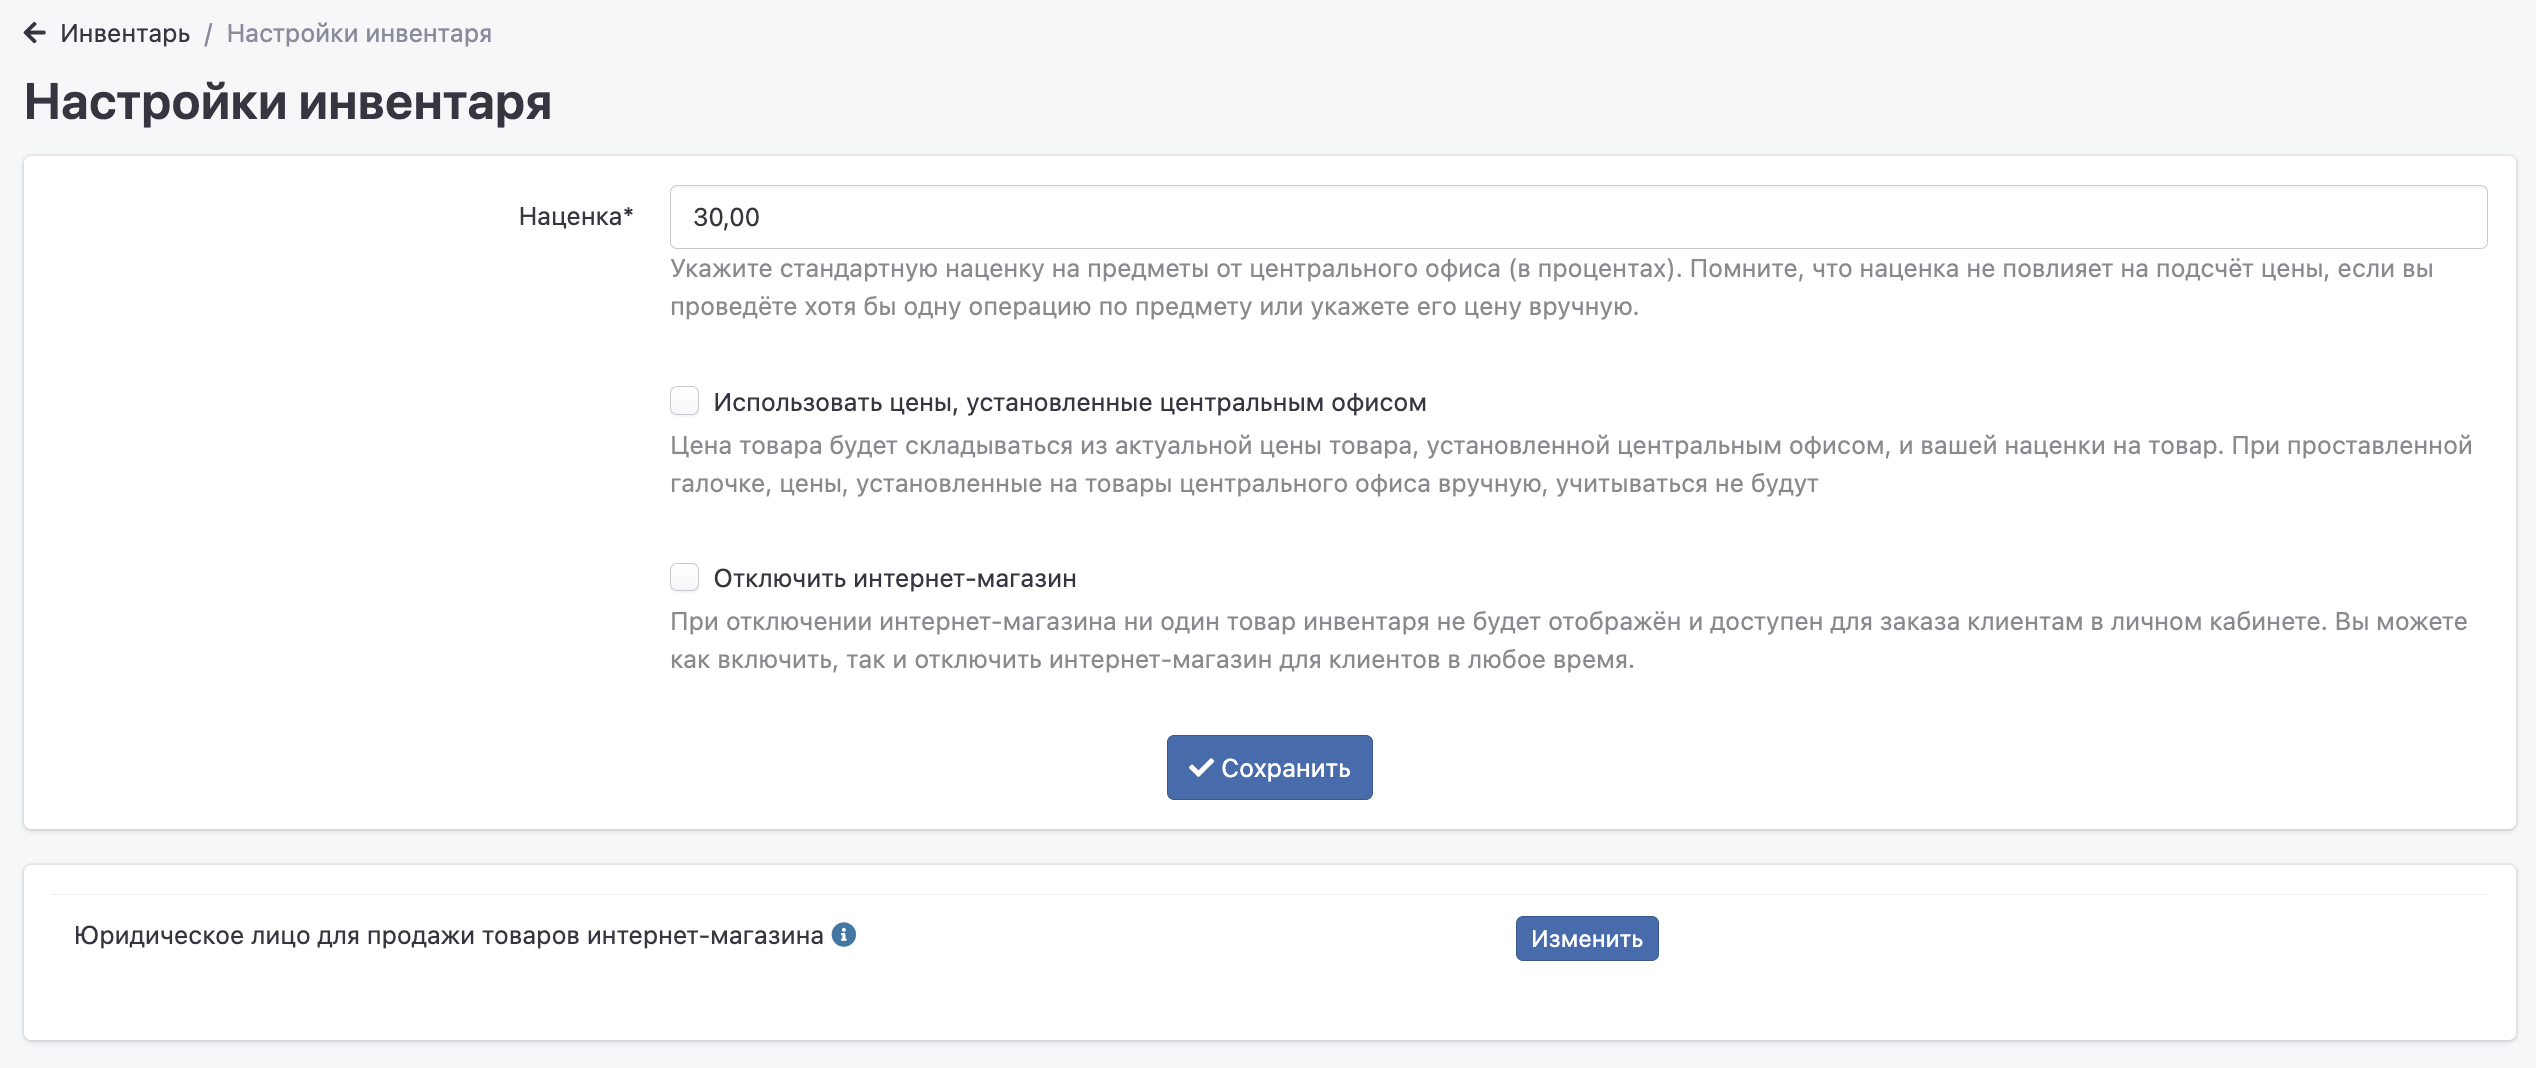 Инвентарь / Настройки инвентаря
Настройки инвентаря
Наценка*
30,00
Укажите стандартную наценку на предметы от центрального офиса (в процентах). Помните, что наценка не повлияет на подсчёт цены, если вы
проведёте хотя бы одну операцию по предмету или укажете его цену вручную.
Использовать цены, установленные центральным офисом
Цена товара будет складываться из актуальной цены товара, установленной центральным офисом, и вашей наценки на товар. При проставленной
галочке, цены, установленные на товары центрального офиса вручную, учитываться не будут
Отключить интернет-магазин
При отключении интернет-магазина ни один товар инвентаря не будет отображён и доступен для заказа клиентам в личном кабинете. Вы можете
как включить, так и отключить интернет-магазин для клиентов в любое время.
Сохранить
Юридическое лицо для продажи товаров интернет-магазина
Изменить